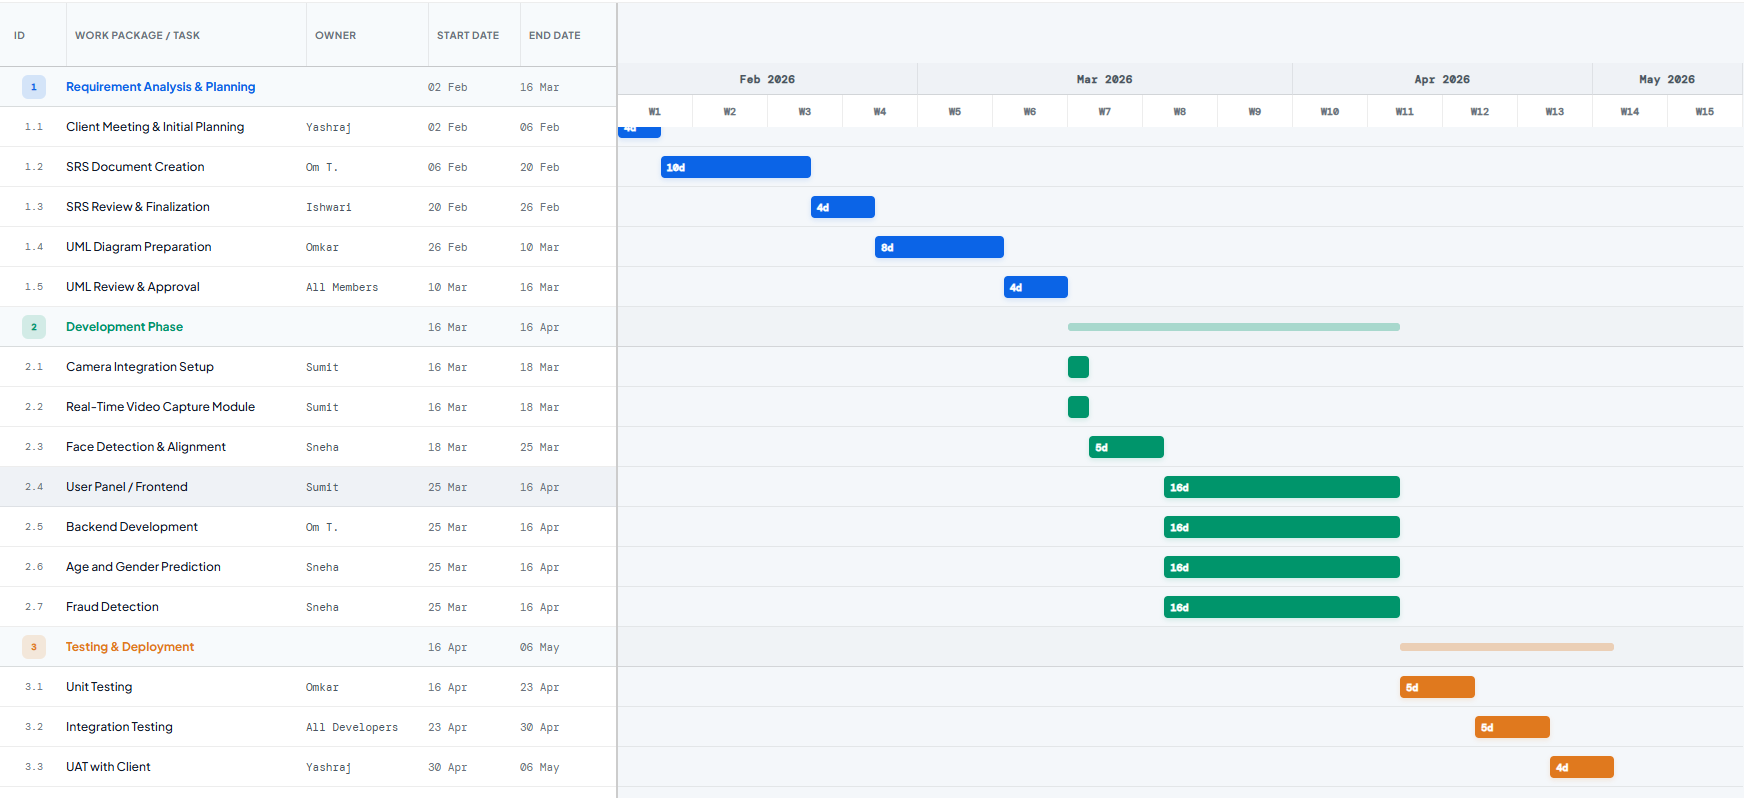 ID WORK PACKAGE / TASK OWNER START DATE END DATE
Feb 2026 Mar 2026 Apr 2026 May 2026
W1 W2 W3 W4 W5 W6 W7 W8 W9 W10 W11 W12 W13 W14 W15
1 Requirement Analysis & Planning 02 Feb 16 Mar
1.1 Client Meeting & Initial Planning Yashraj 02 Feb 06 Feb 4d
1.2 SRS Document Creation Om T. 06 Feb 20 Feb 10d
1.3 SRS Review & Finalization Ishwari 20 Feb 26 Feb 4d
1.4 UML Diagram Preparation Omkar 26 Feb 10 Mar 8d
1.5 UML Review & Approval All Members 10 Mar 16 Mar 4d
2 Development Phase 16 Mar 16 Apr
2.1 Camera Integration Setup Sumit 16 Mar 18 Mar
2.2 Real-Time Video Capture Module Sumit 16 Mar 18 Mar
2.3 Face Detection & Alignment Sneha 18 Mar 25 Mar 5d
2.4 User Panel / Frontend Sumit 25 Mar 16 Apr 16d
2.5 Backend Development Om T. 25 Mar 16 Apr 16d
2.6 Age and Gender Prediction Sneha 25 Mar 16 Apr 16d
2.7 Fraud Detection Sneha 25 Mar 16 Apr 16d
3 Testing & Deployment 16 Apr 06 May
3.1 Unit Testing Omkar 16 Apr 23 Apr 5d
3.2 Integration Testing All Developers 23 Apr 30 Apr 5d
3.3 UAT with Client Yashraj 30 Apr 06 May 4d